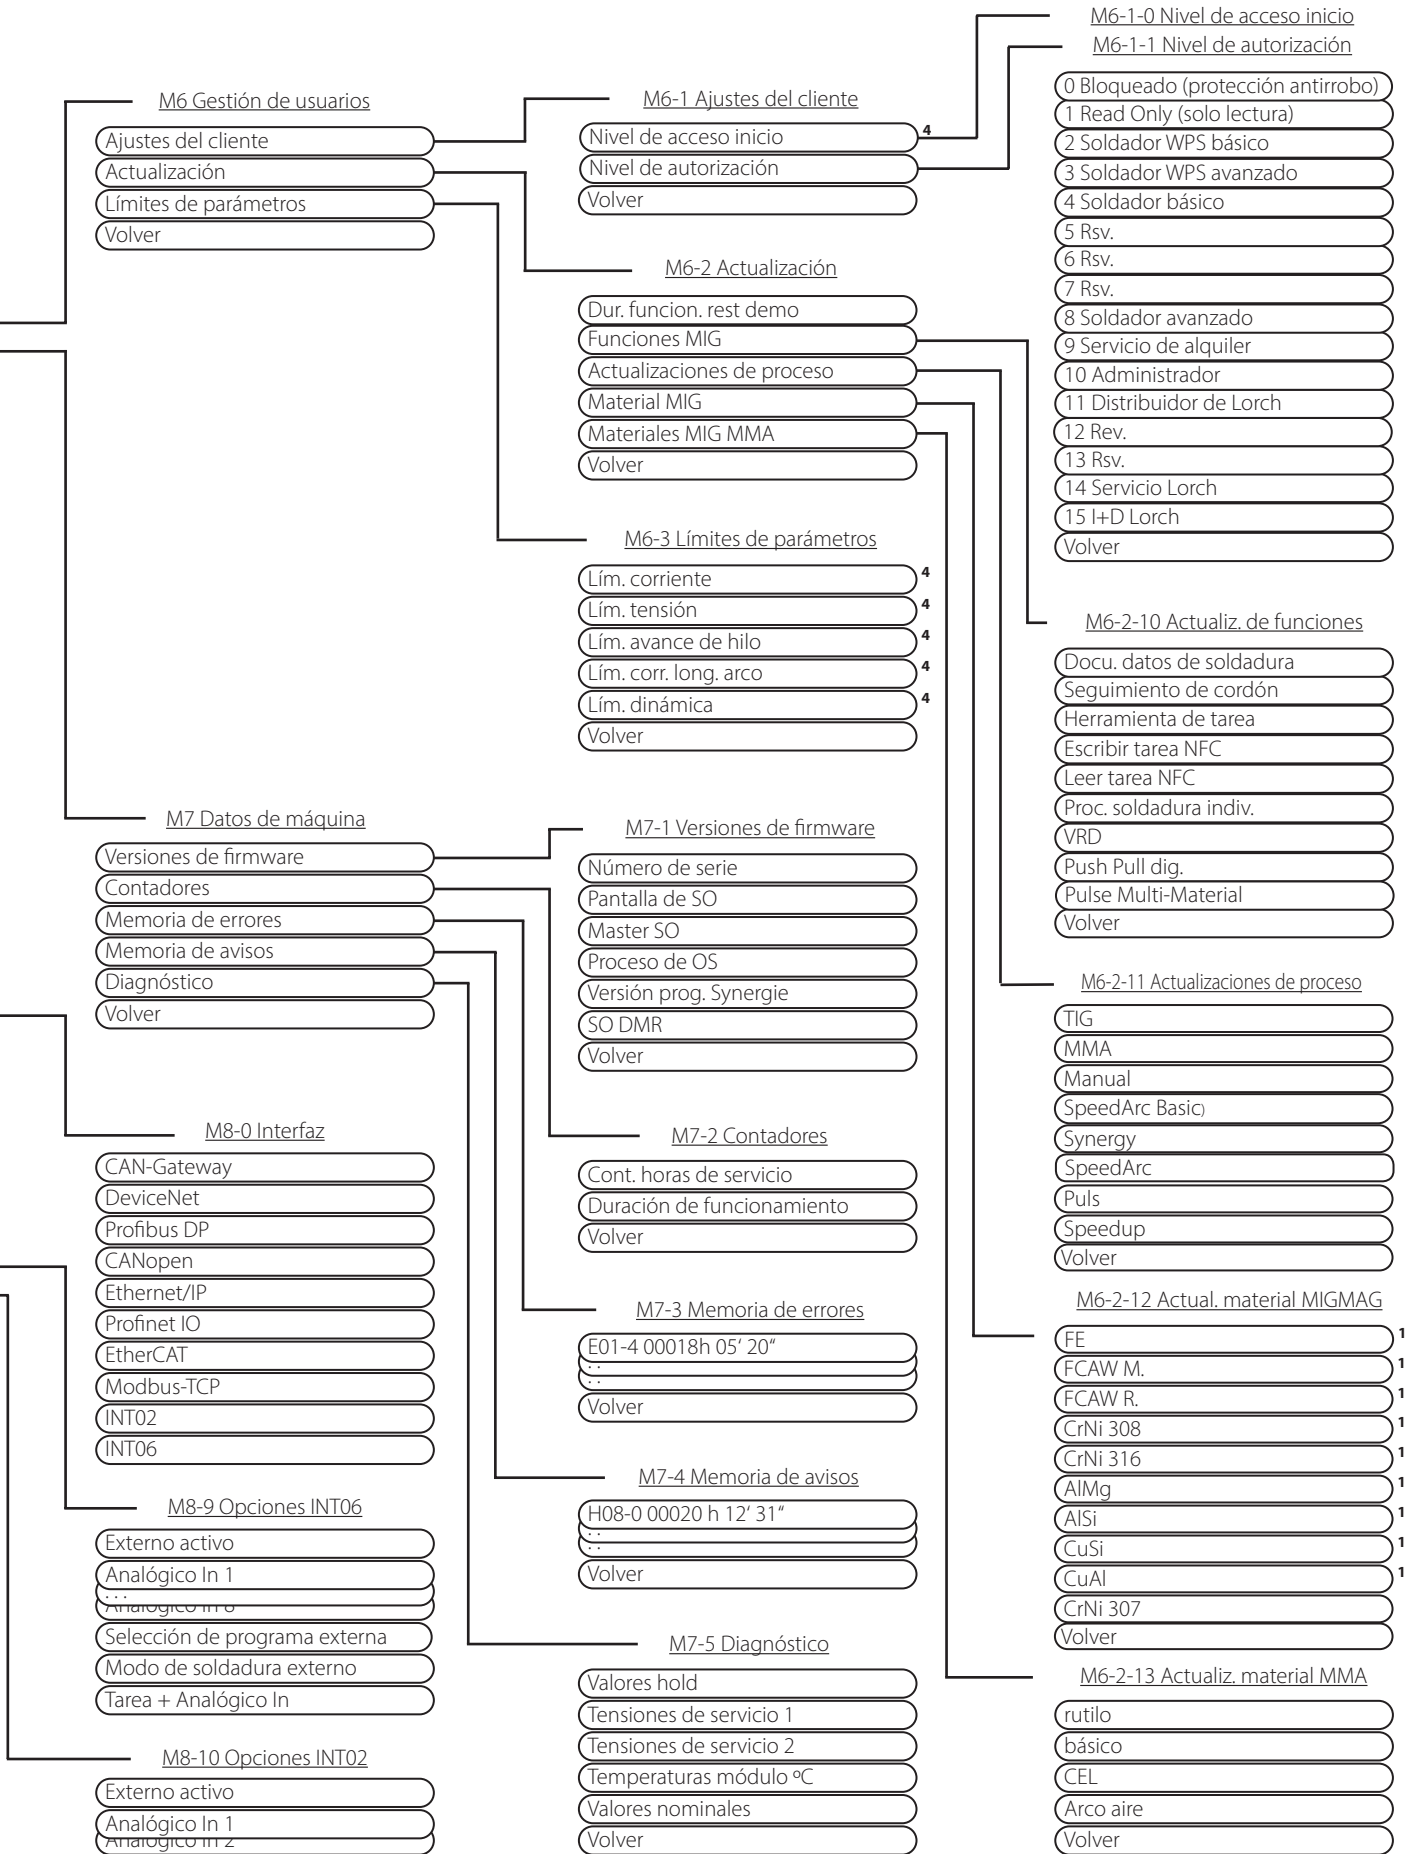 M6 Gestión de usuarios
Ajustes del cliente
Actualización
Límites de parámetros
Volver
M7 Datos de máquina
Versiones de firmware
Contadores
Memoria de errores
Memoria de avisos
Diagnóstico
Volver
M8-0 Interfaz
CAN-Gateway
DeviceNet
Profibus DP
CANopen
Ethernet/IP
Profinet IO
EtherCAT
Modbus-TCP
INT02
INT06
M8-9 Opciones INT06
Externo activo
Analógico In 1
. . .
Analógico In 8
Selección de programa externa
Modo de soldadura externo
Tarea + Analógico In
M8-10 Opciones INT02
Externo activo
Analógico In 1
Analógico In 2
M6-1 Ajustes del cliente
Nivel de acceso inicio 4
Nivel de autorización
Volver
M6-2 Actualización
Dur. funcion. rest demo
Funciones MIG
Actualizaciones de proceso
Material MIG
Materiales MIG MMA
Volver
M6-3 Límites de parámetros
Lím. corriente 4
Lím. tensión 4
Lím. avance de hilo 4
Lím. corr. long. arco 4
Lím. dinámica 4
Volver
M7-1 Versiones de firmware
Número de serie
Pantalla de SO
Master SO
Proceso de OS
Versión prog. Synergie
SO DMR
Volver
M7-2 Contadores
Cont. horas de servicio
Duración de funcionamiento
Volver
M7-3 Memoria de errores
E01-4 00018h 05‘ 20“
. .
. .
Volver
M7-4 Memoria de avisos
H08-0 00020 h 12‘ 31“
. .
. .
Volver
M7-5 Diagnóstico
Valores hold
Tensiones de servicio 1
Tensiones de servicio 2
Temperaturas módulo ºC
Valores nominales
Volver
M6-1-0 Nivel de acceso inicio
M6-1-1 Nivel de autorización
0 Bloqueado (protección antirrobo)
1 Read Only (solo lectura)
2 Soldador WPS básico
3 Soldador WPS avanzado
4 Soldador básico
5 Rsv.
6 Rsv.
7 Rsv.
8 Soldador avanzado
9 Servicio de alquiler
10 Administrador
11 Distribuidor de Lorch
12 Rev.
13 Rsv.
14 Servicio Lorch
15 I+D Lorch
Volver
M6-2-10 Actualiz. de funciones
Docu. datos de soldadura
Seguimiento de cordón
Herramienta de tarea
Escribir tarea NFC
Leer tarea NFC
Proc. soldadura indiv.
VRD
Push Pull dig.
Pulse Multi-Material
Volver
M6-2-11 Actualizaciones de proceso
TIG
MMA
Manual
SpeedArc Basic)
Synergy
SpeedArc
Puls
Speedup
Volver
M6-2-12 Actual. material MIGMAG
FE 1
FCAW M. 1
FCAW R. 1
CrNi 308 1
CrNi 316 1
AlMg 1
AlSi 1
CuSi 1
CuAl 1
CrNi 307
Volver
M6-2-13 Actualiz. material MMA
rutilo
básico
CEL
Arco aire
Volver